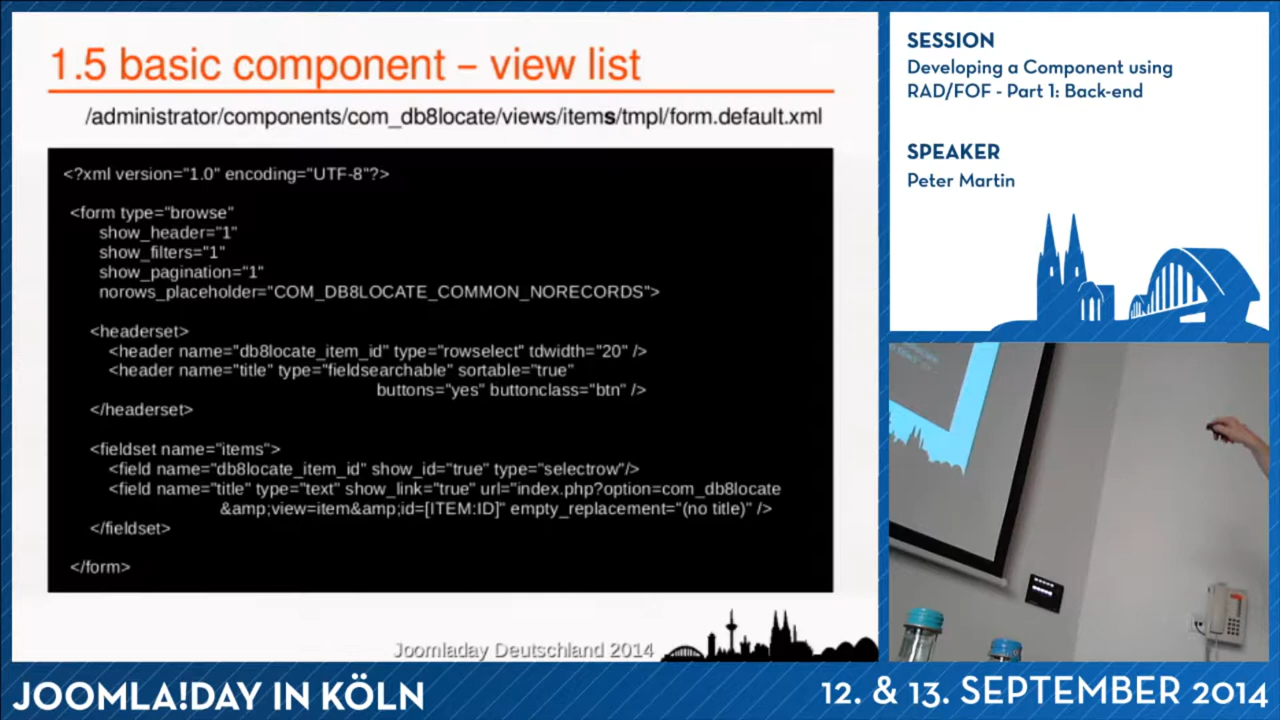 1.5 basic component – view list
/administrator/components/com_db8locate/views/items/tmpl/form.default.xml
<?xml version="1.0" encoding="UTF-8"?>
<form type="browse"
show_header="1"
show_filters="1"
show_pagination="1"
norows_placeholder="COM_DB8LOCATE_COMMON_NORECORDS">
<headerset>
<header name="db8locate_item_id" type="rowselect" tdwidth="20" />
<header name="title" type="fieldsearchable" sortable="true"
buttons="yes" buttonclass="btn" />
</headerset>
<fieldset name="items">
<field name="db8locate_item_id" show_id="true" type="selectrow"/>
<field name="title" type="text" show_link="true" url="index.php?option=com_db8locate
&amp;view=item&amp;id=[ITEM:ID]" empty_replacement="(no title)" />
</fieldset>
</form>
Joomladay Deutschland 2014
SESSION
Developing a Component using
RAD/FOF - Part 1: Back-end
SPEAKER
Peter Martin
JOOMLA!DAY IN KÖLN
12. & 13. SEPTEMBER 2014